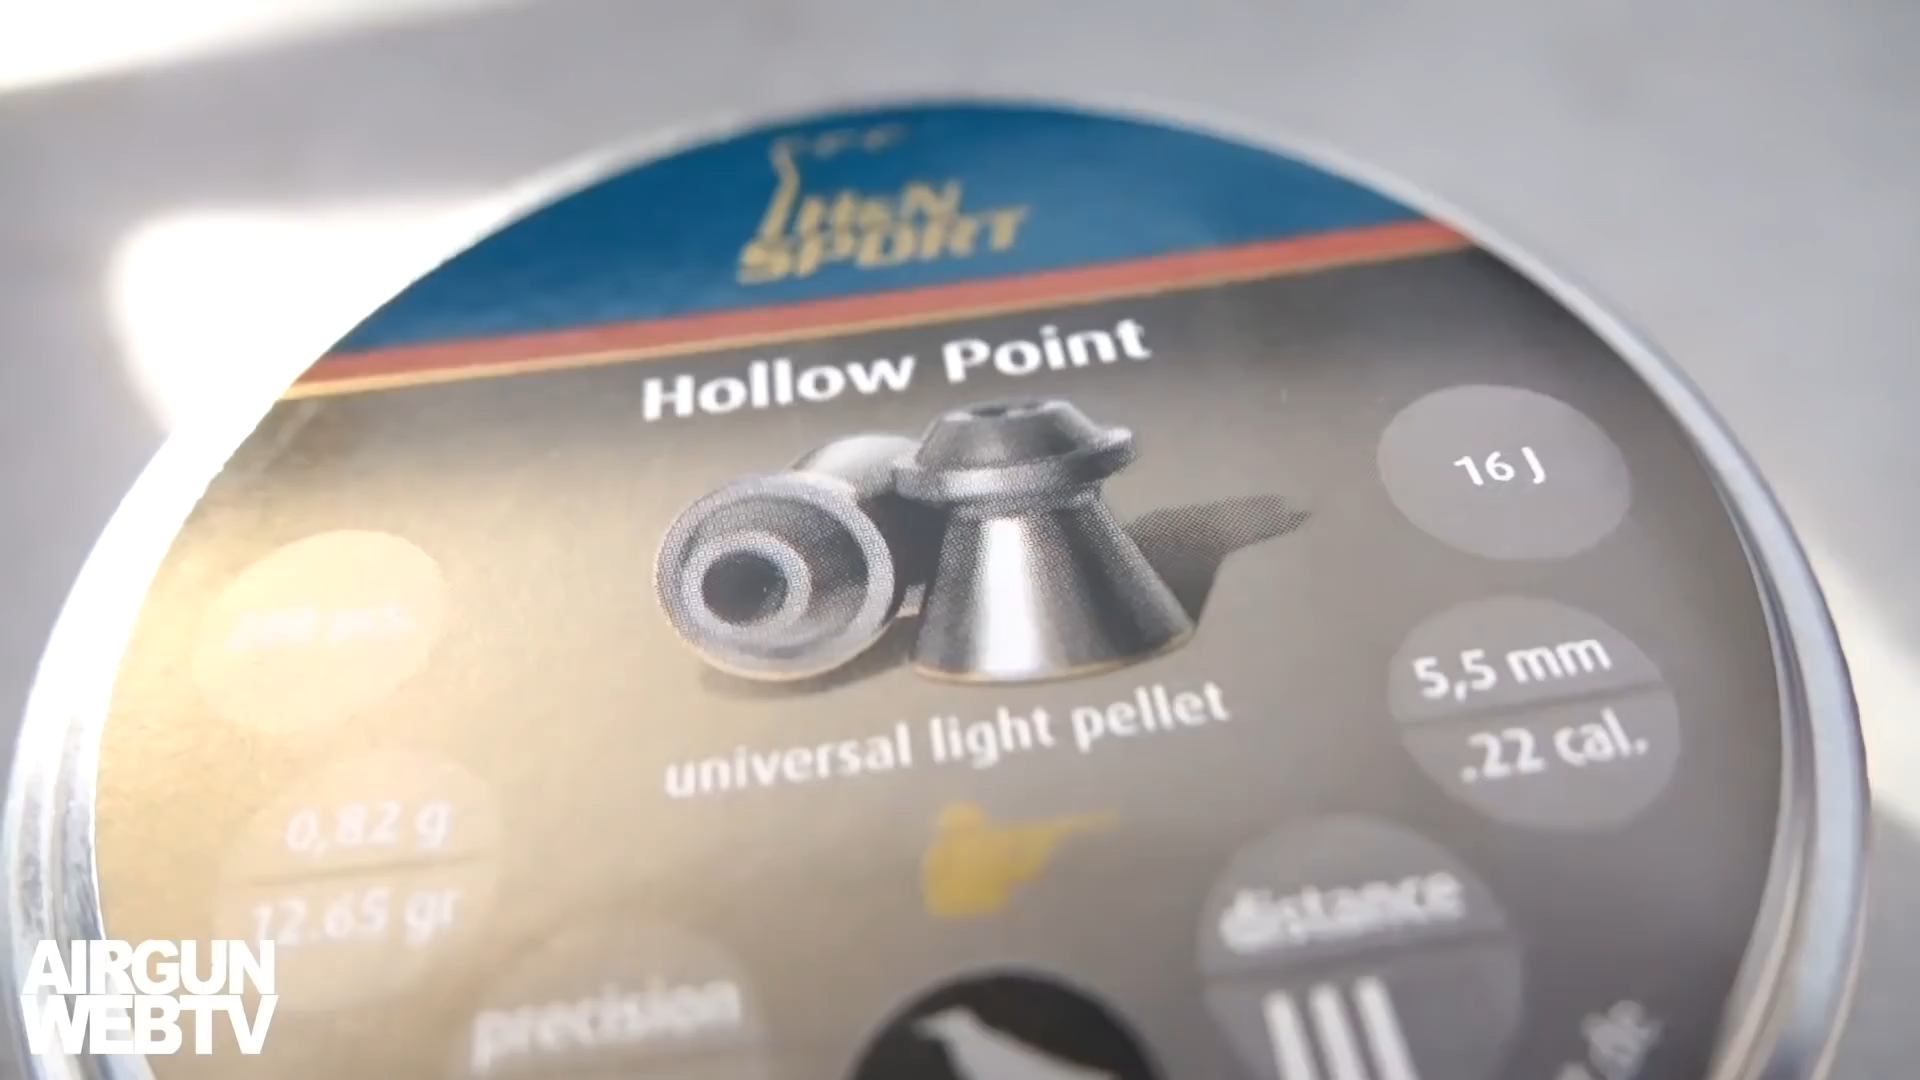 H&N
SPORT
Hollow Point
16 J
pcs.
5,5 mm
.22 cal.
universal light pellet
0,82 g
12.65 gr
distance
precision
AIRGUN
WEBTV